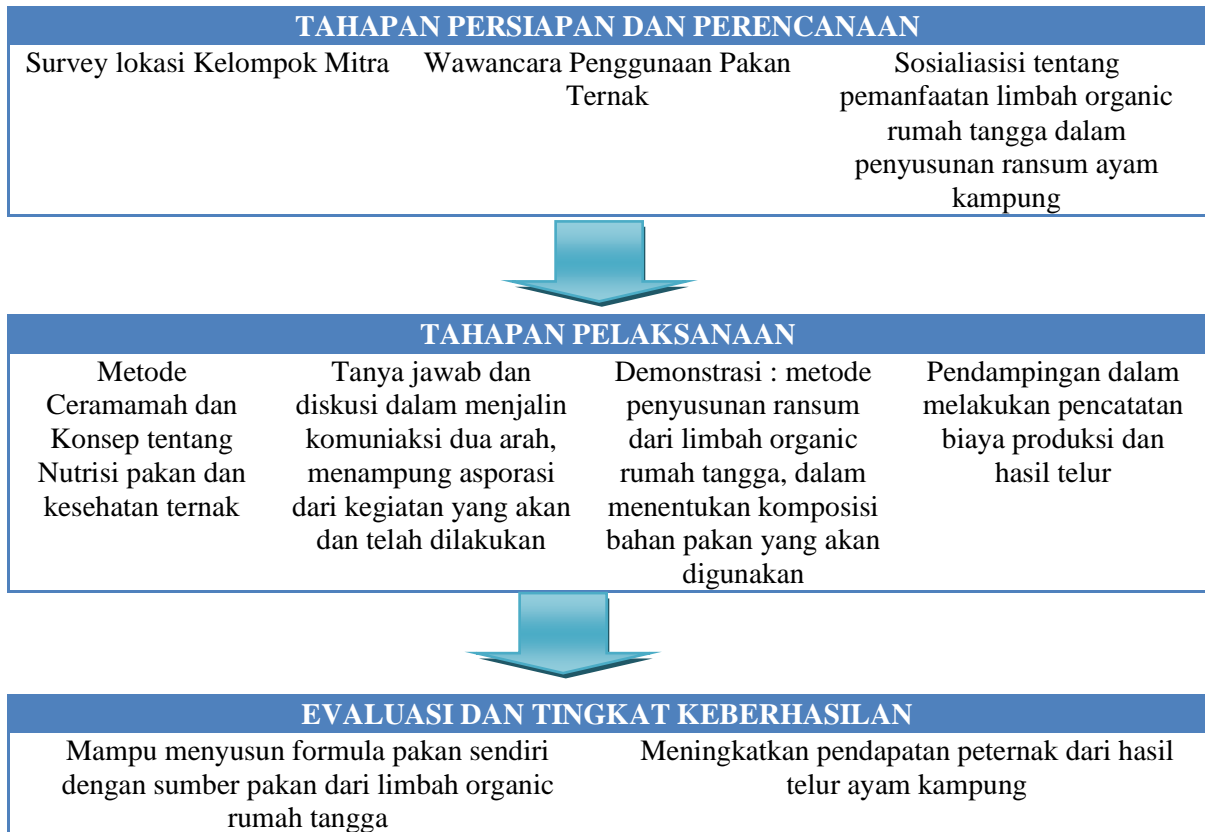 TAHAPAN PERSIAPAN DAN PERENCANAAN
Survey lokasi Kelompok Mitra
Wawancara Penggunaan Pakan
Ternak
Sosialiasisi tentang
pemanfaatan limbah organic
rumah tangga dalam
penyusunan ransum ayam
kampung
TAHAPAN PELAKSANAAN
Metode
Ceramamah dan
Konsep tentang
Nutrisi pakan dan
kesehatan ternak
Tanya jawab dan
diskusi dalam menjalin
komuniaksi dua arah,
menampung asporasi
dari kegiatan yang akan
dan telah dilakukan
Demonstrasi : metode
penyusunan ransum
dari limbah organic
rumah tangga, dalam
menentukan komposisi
bahan pakan yang akan
digunakan
Pendampingan dalam
melakukan pencatatan
biaya produksi dan
hasil telur
EVALUASI DAN TINGKAT KEBERHASILAN
Mampu menyusun formula pakan sendiri
dengan sumber pakan dari limbah organic
rumah tangga
Meningkatkan pendapatan peternak dari hasil
telur ayam kampung